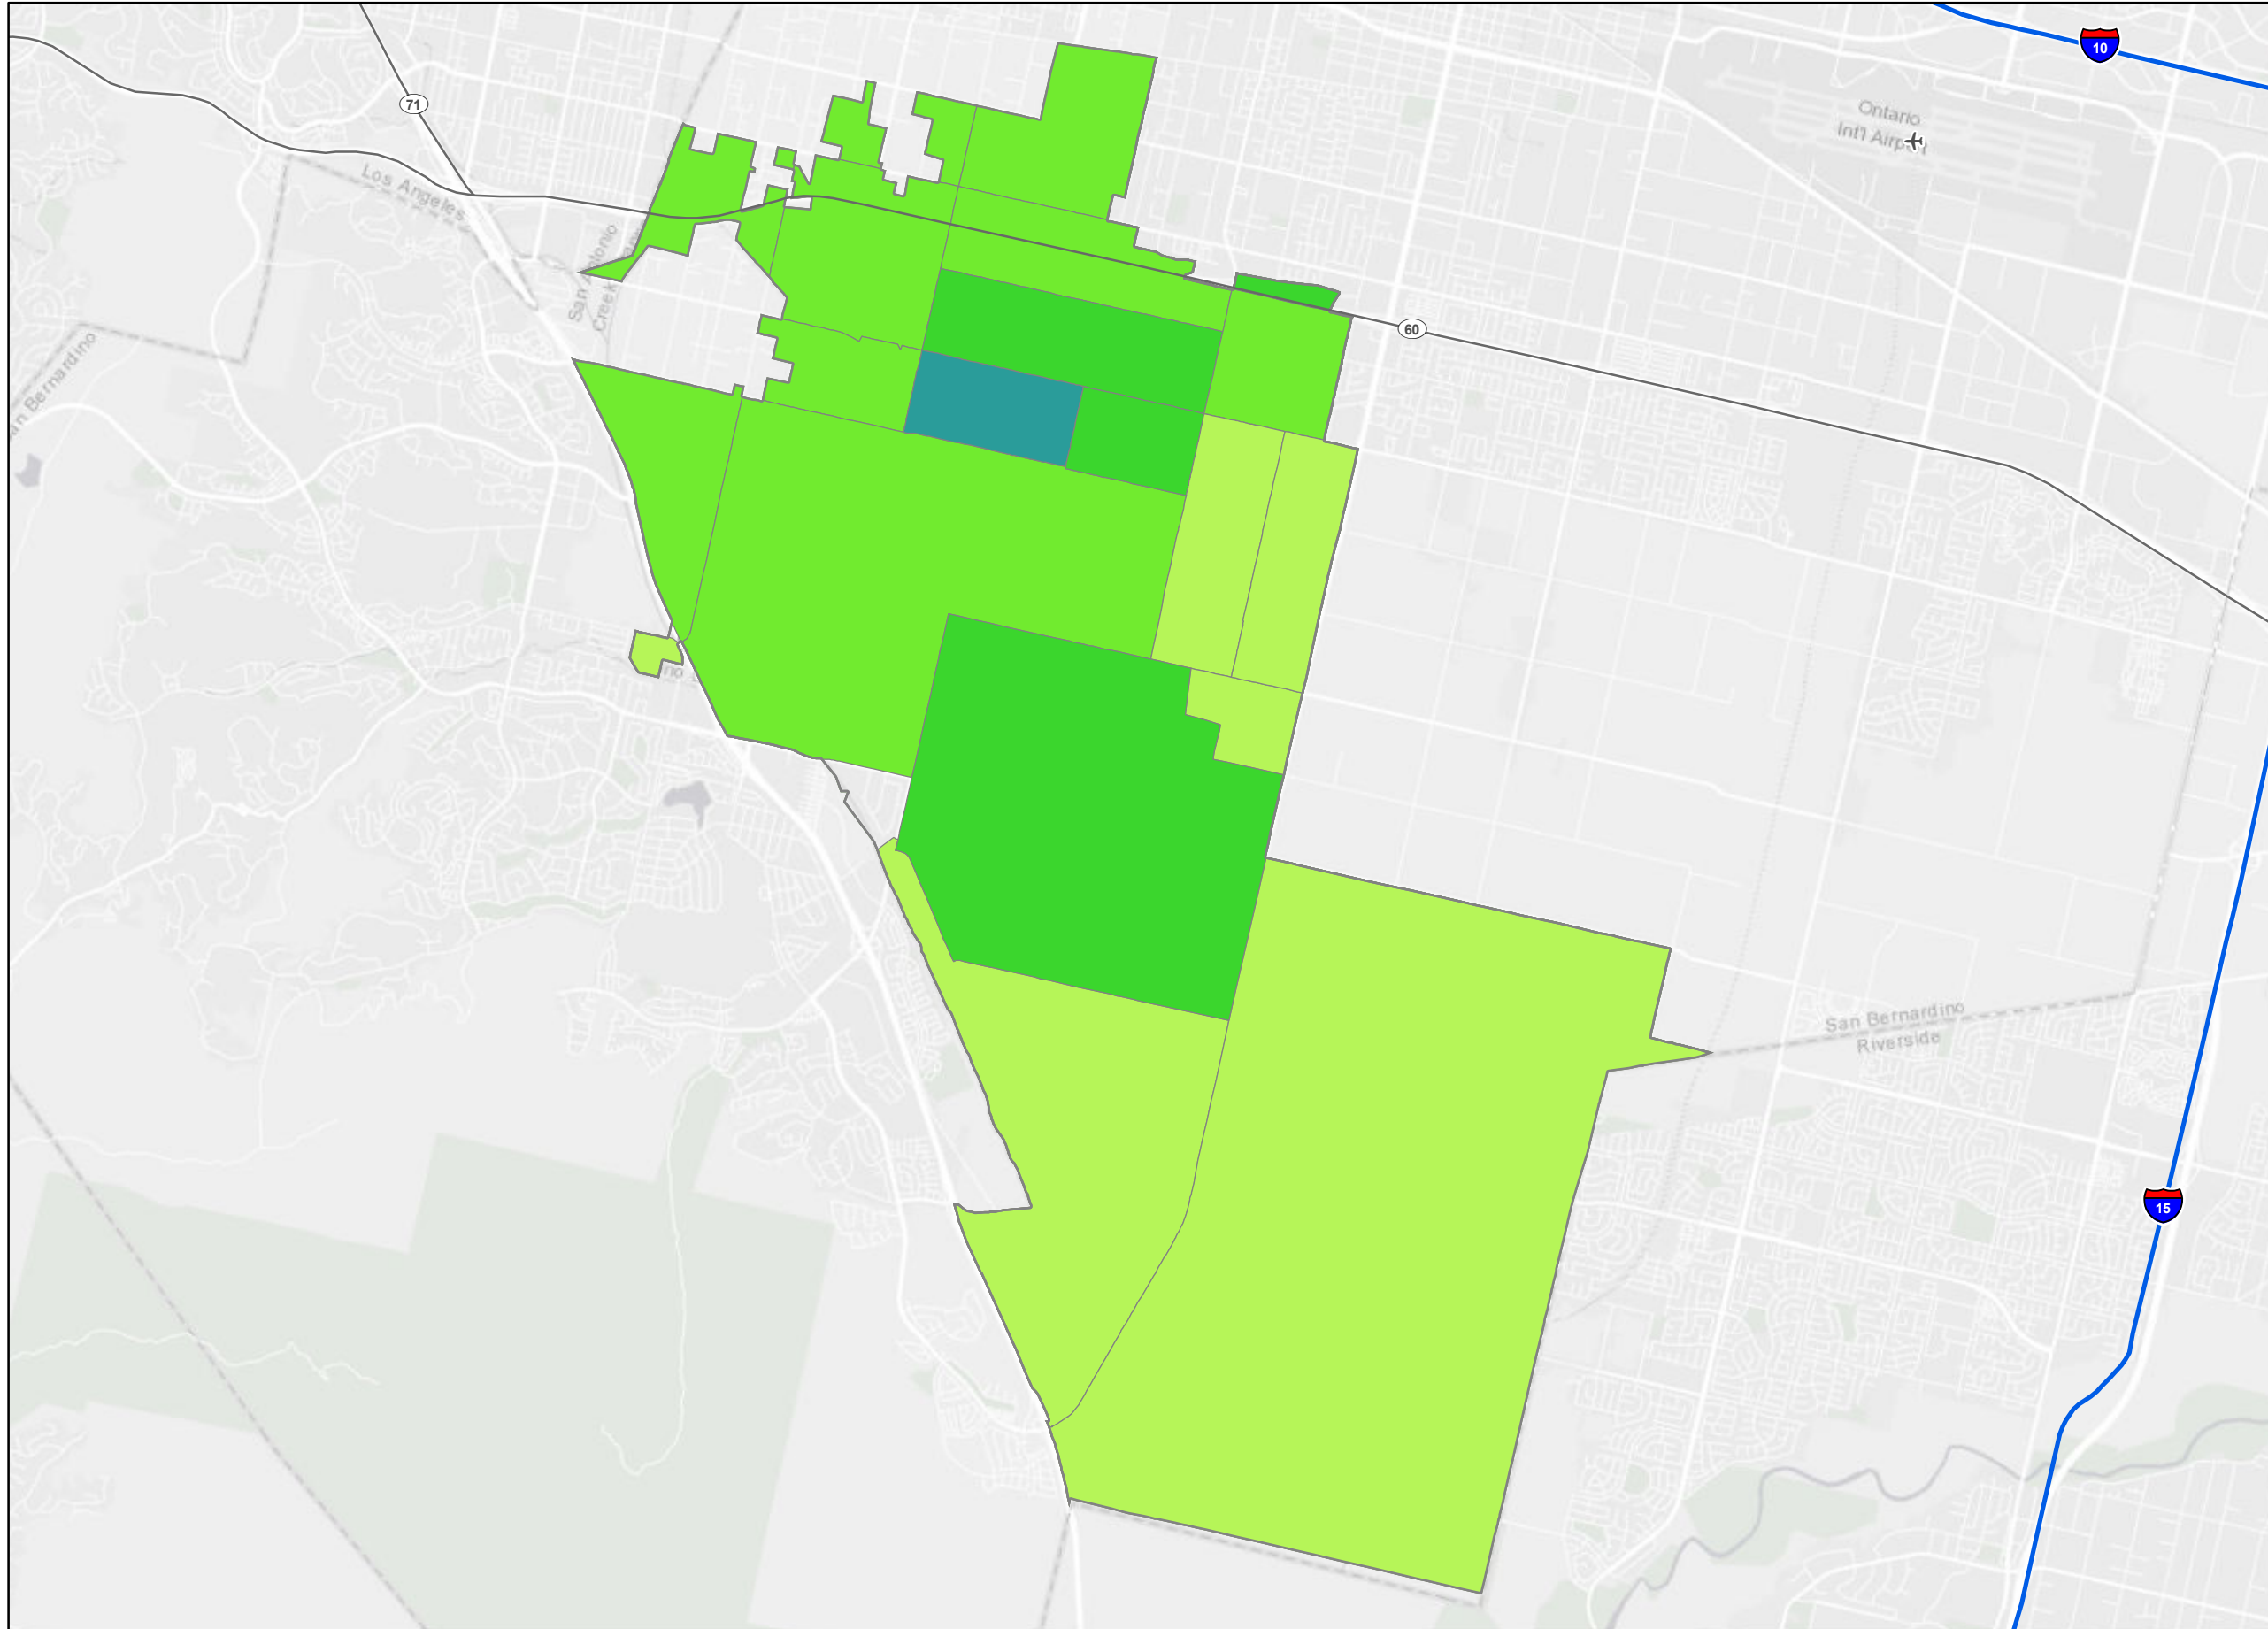 10
71
Ontario
Int'l Airport
Los Angeles
San Antonio
Creek
60
San Bernardino
San Bernardino
Riverside
15